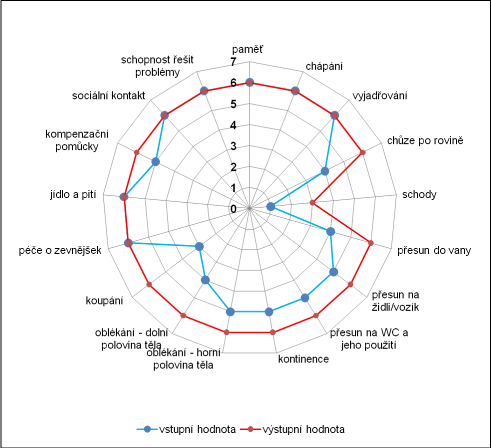 paměť
chápání
vyjadřování
chůze po rovině
schody
přesun do vany
přesun na
židli/vozík
přesun na WC a
jeho použití
kontinence
oblékání - horní
polovina těla
oblékání - dolní
polovina těla
koupání
péče o zevnějšek
jídlo a pití
kompenzační
pomůcky
sociální kontakt
schopnost řešit
problémy
7
6
5
4
3
2
1
0
vstupní hodnota
výstupní hodnota